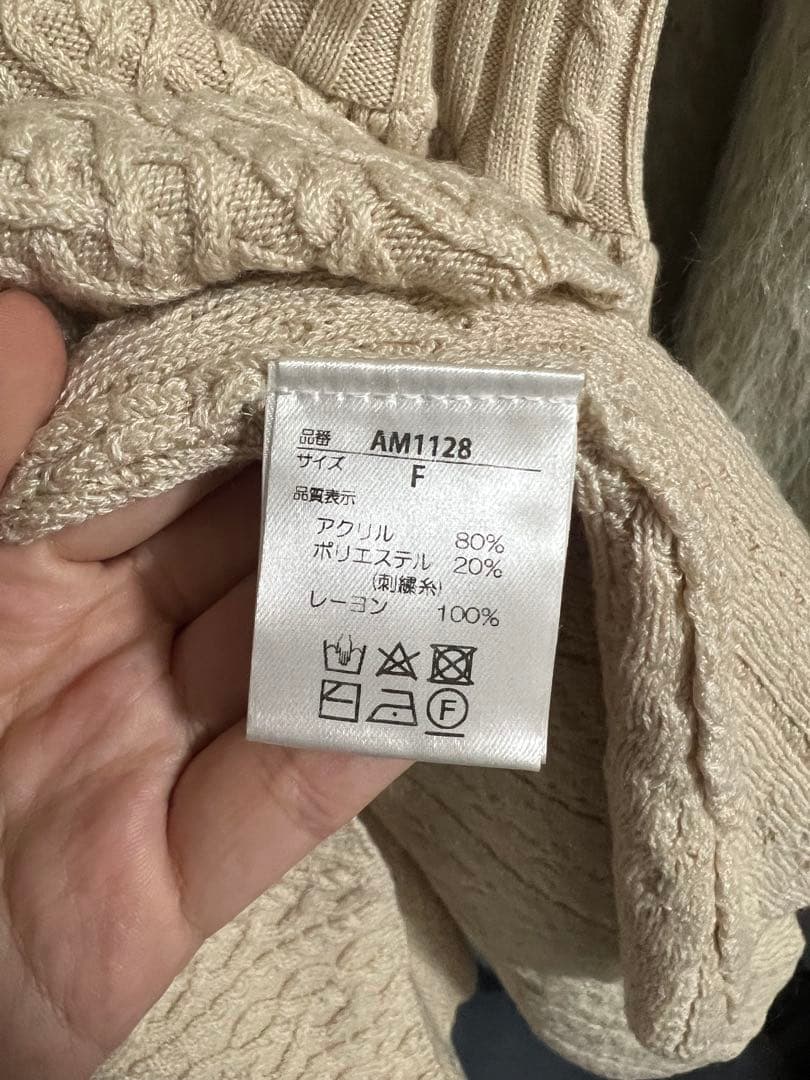 品番 AM1128
サイズ F
品質表示
アクリル 80%
ポリエステル 20%
(刺繍糸)
レーヨン 100%
F